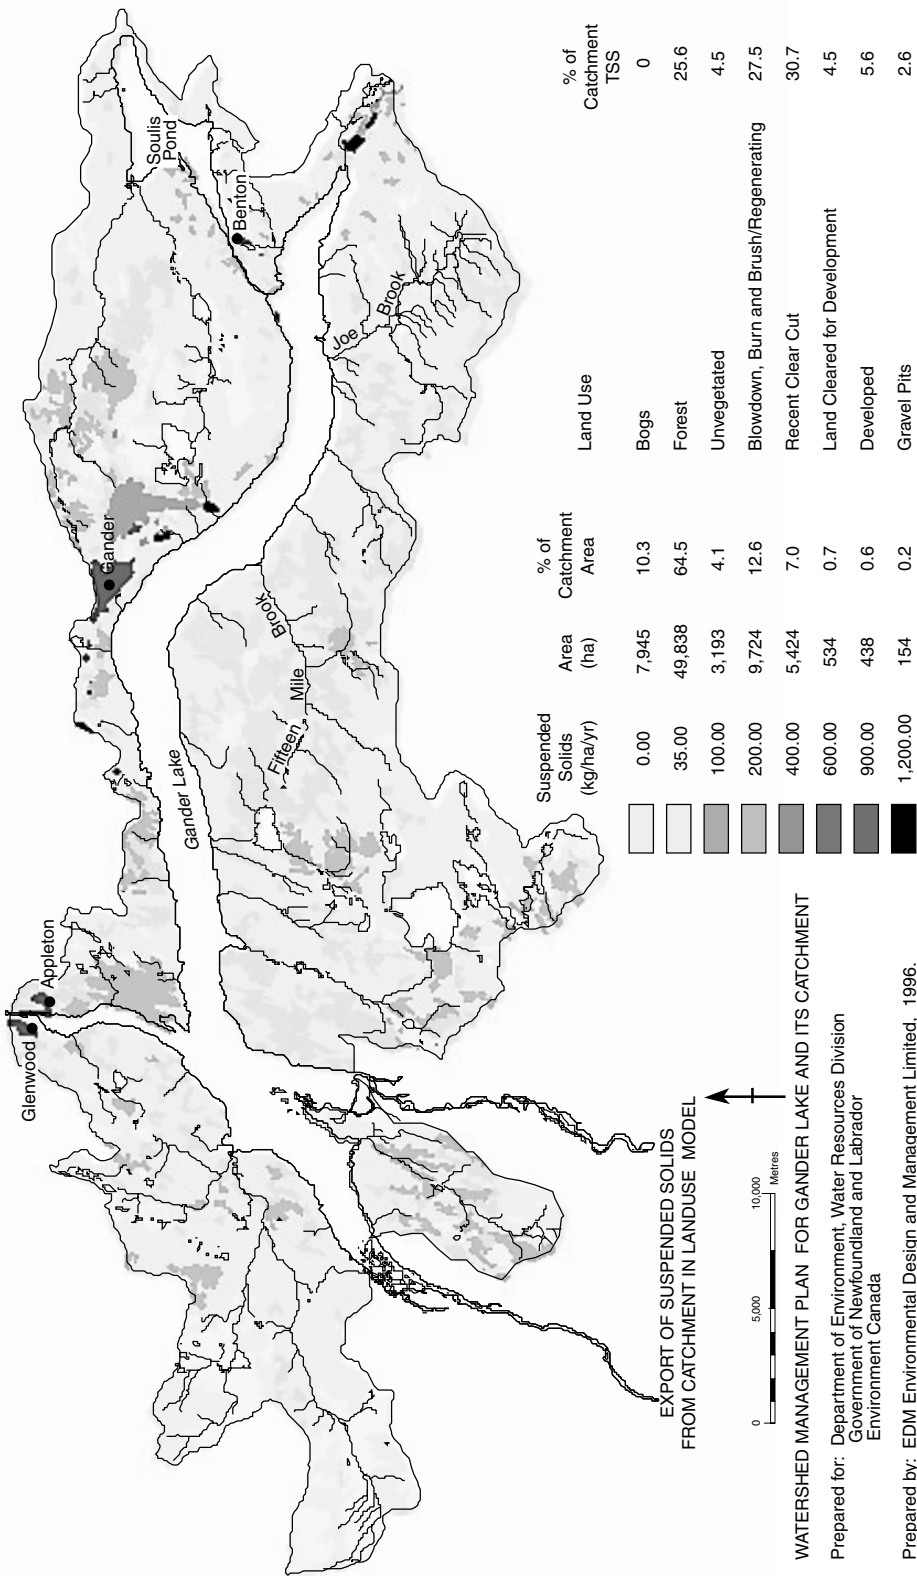 Glenwood
Appleton
Gander
Soulis
Pond
Benton
Gander Lake
Fifteen
Mile
Brook
Joe
Brook
EXPORT OF SUSPENDED SOLIDS
FROM CATCHMENT IN LANDUSE MODEL
0 5,000 10,000
Metres
WATERSHED MANAGEMENT PLAN FOR GANDER LAKE AND ITS CATCHMENT
Prepared for: Department of Environment, Water Resources Division
Government of Newfoundland and Labrador
Environment Canada
Prepared by: EDM Environmental Design and Management Limited, 1996.
Suspended
Solids
(kg/ha/yr)
Area
(ha)
% of
Catchment
Area
Land Use
% of
Catchment
TSS
0.00 7,945 10.3 Bogs 0
35.00 49,838 64.5 Forest 25.6
100.00 3,193 4.1 Unvegetated 4.5
200.00 9,724 12.6 Blowdown, Burn and Brush/Regenerating 27.5
400.00 5,424 7.0 Recent Clear Cut 30.7
600.00 534 0.7 Land Cleared for Development 4.5
900.00 438 0.6 Developed 5.6
1,200.00 154 0.2 Gravel Pits 2.6